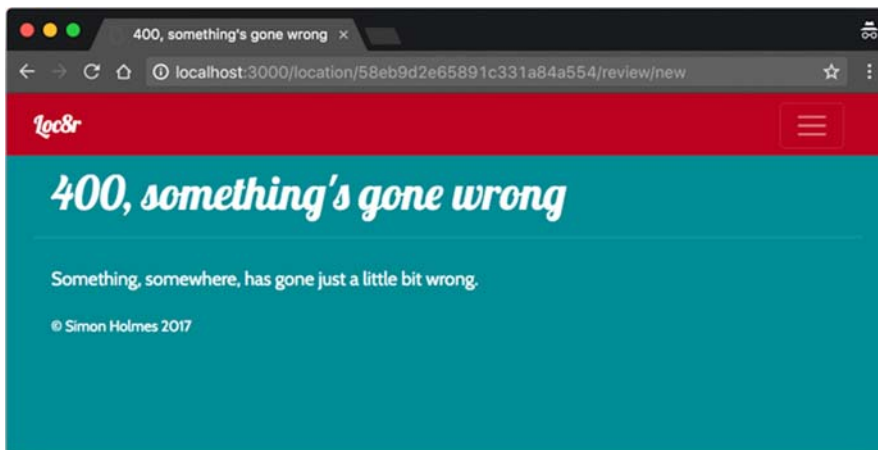 400, something's gone wrong
localhost:3000/location/58eb9d2e65891c331a84a554/review/new
Loc8r
400, something's gone wrong
Something, somewhere, has gone just a little bit wrong.
© Simon Holmes 2017